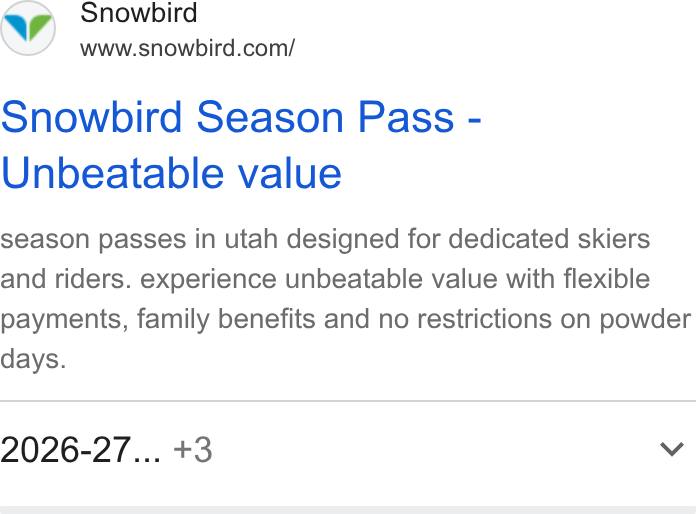 Snowbird
www.snowbird.com/
Snowbird Season Pass -
Unbeatable value
season passes in utah designed for dedicated skiers
and riders. experience unbeatable value with flexible
payments, family benefits and no restrictions on powder
days.
2026-27... +3